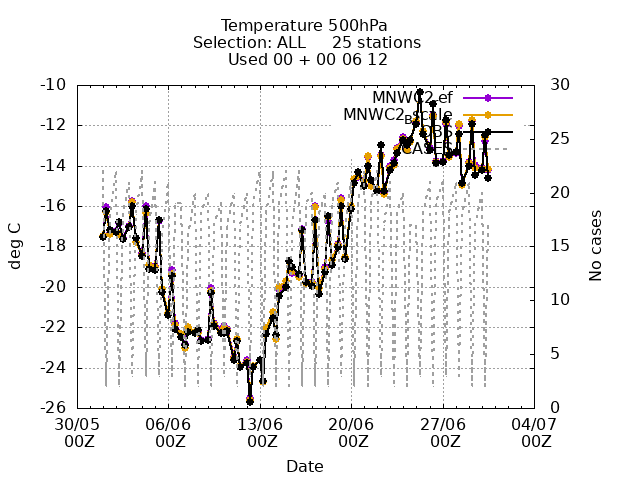 Temperature 500hPa
Selection: ALL 25 stations
Used 00 + 00 06 12
-10
-12
-14
-16
-18
-20
-22
-24
-26
deg C
30
25
20
15
10
5
0
No cases
MNWC2
OBS
CASES
30/05
00Z
06/06
00Z
13/06
00Z
20/06
00Z
27/06
00Z
04/07
00Z
Date